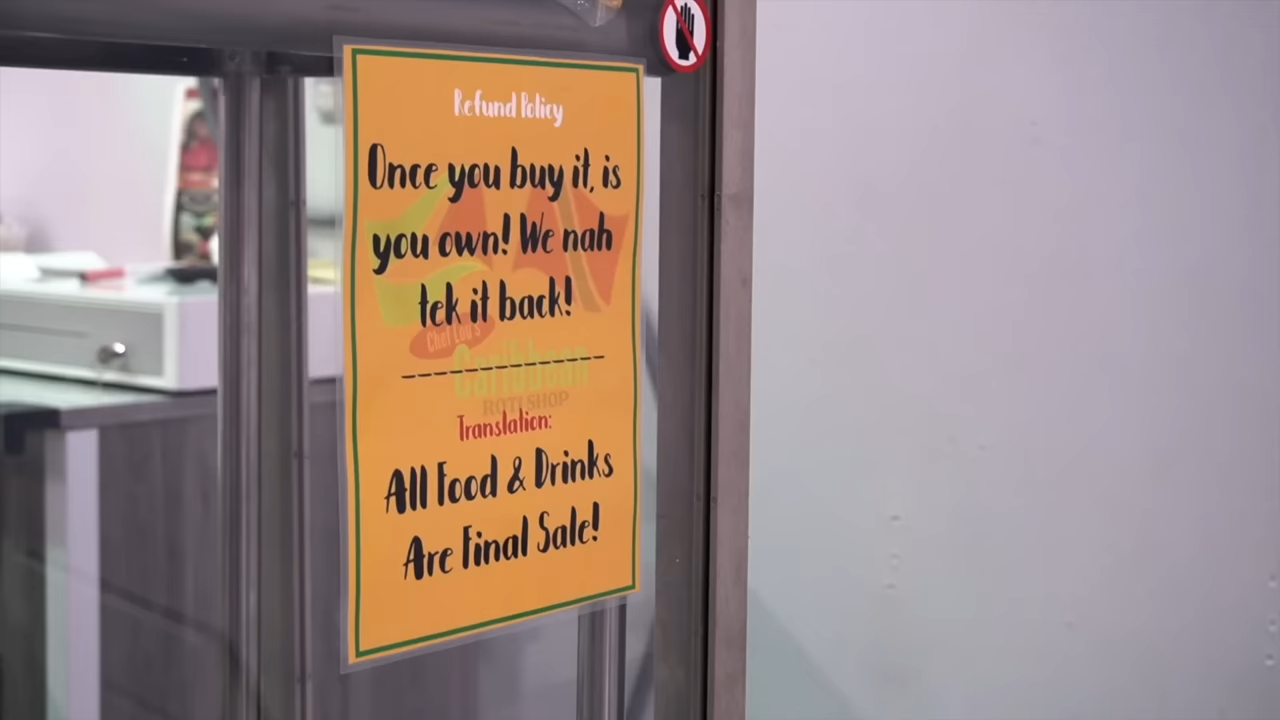 Refund Policy
Once you buy it, is
you own! We nah
tek it back!
Chef Lou's
Caribbean
ROTI SHOP
Translation:
All Food & Drinks
Are Final Sale!